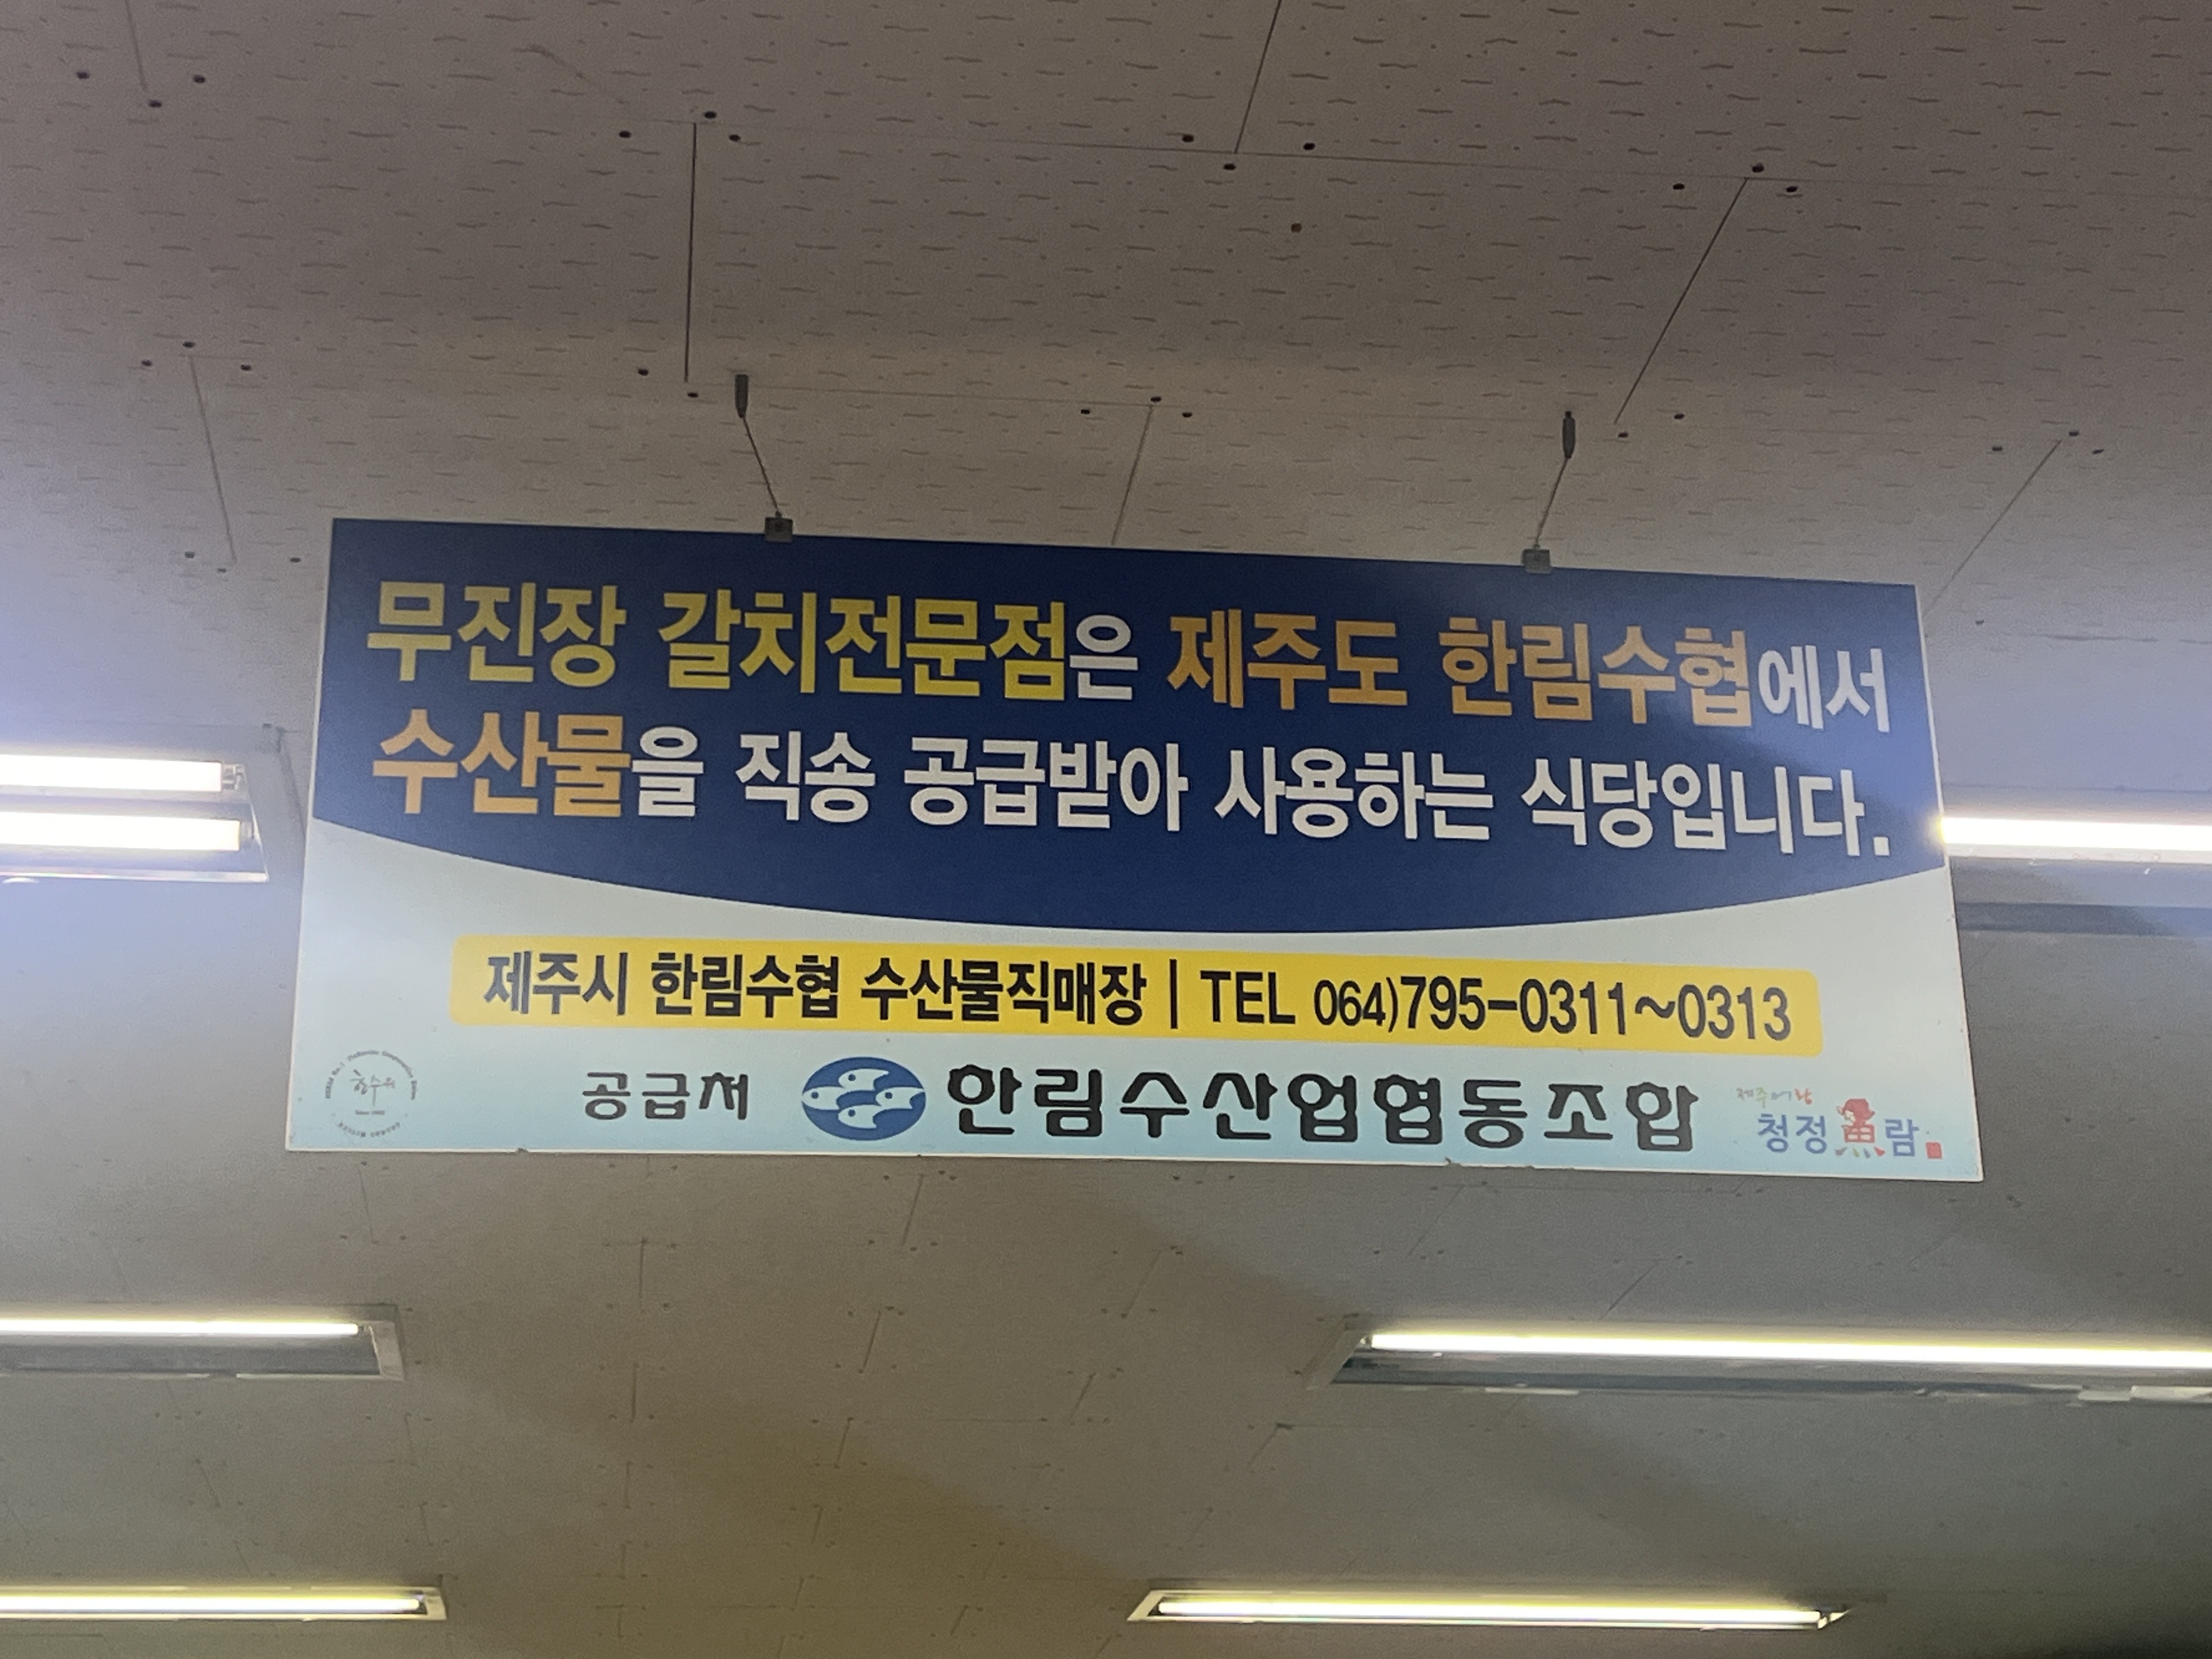 무진장 갈치전문점은 제주도 한림수협에서
수산물을 직송 공급받아 사용하는 식당입니다.
제주시 한림수협 수산물직매장 | TEL 064)795-0311~0313
공급처 한림수산업협동조합
청정魚람